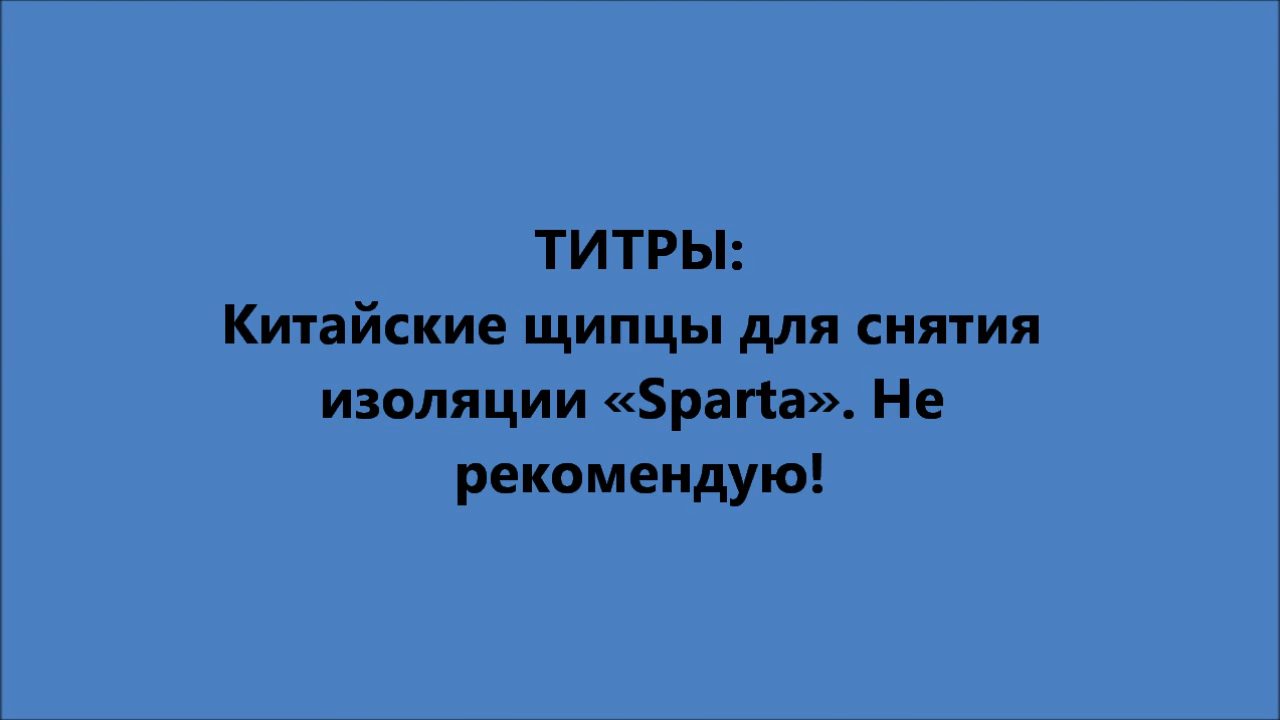 ТИТРЫ:
Китайские щипцы для снятия
изоляции «Sparta». Не
рекомендую!